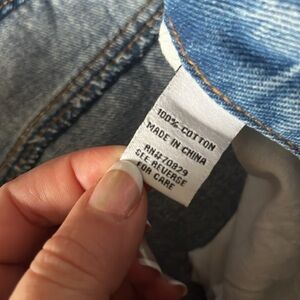 100% COTTON
MADE IN CHINA
RN#70829
SEE REVERSE
FOR CARE